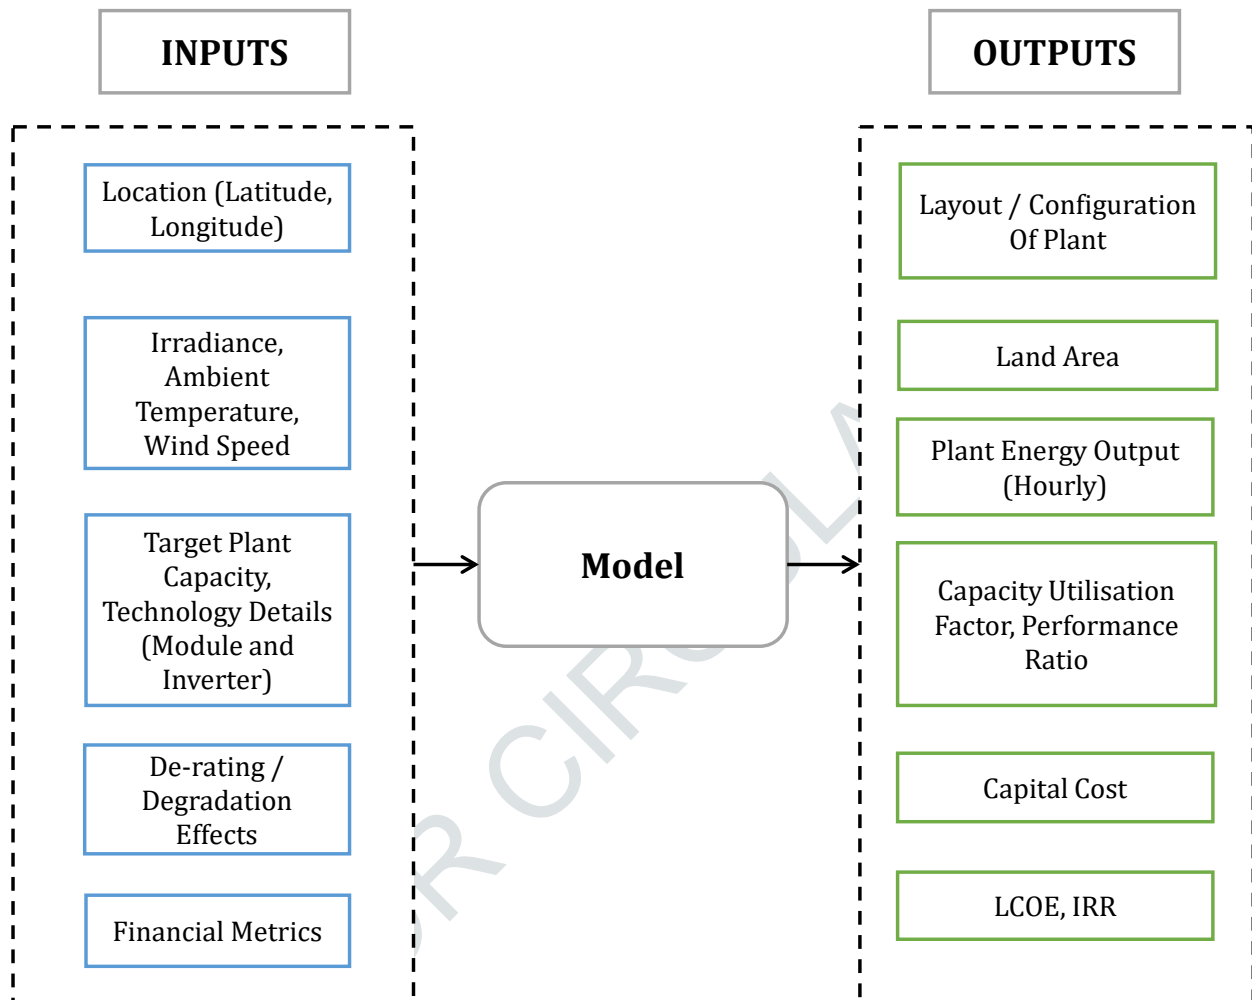 INPUTS
Location (Latitude,
Longitude)
Irradiance,
Ambient
Temperature,
Wind Speed
Target Plant
Capacity,
Technology Details
(Module and
Inverter)
De-rating /
Degradation
Effects
Financial Metrics
Model
OUTPUTS
Layout / Configuration
Of Plant
Land Area
Plant Energy Output
(Hourly)
Capacity Utilisation
Factor, Performance
Ratio
Capital Cost
LCOE, IRR